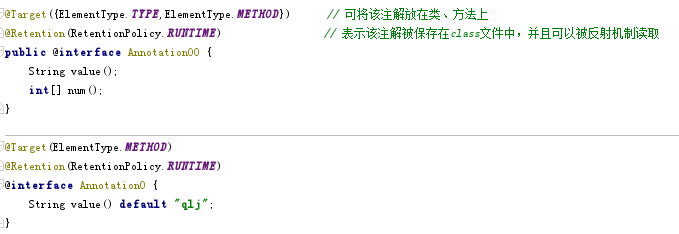 @Target({ElementType.TYPE,ElementType.METHOD}) // 可将该注解放在类、方法上
@Retention(RetentionPolicy.RUNTIME) // 表示该注解被保存在class文件中，并且可以被反射机制读取
public @interface Annotation00 {
String value();
int[] num();
}
@Target(ElementType.METHOD)
@Retention(RetentionPolicy.RUNTIME)
@interface Annotation0 {
String value() default "qlj";
}